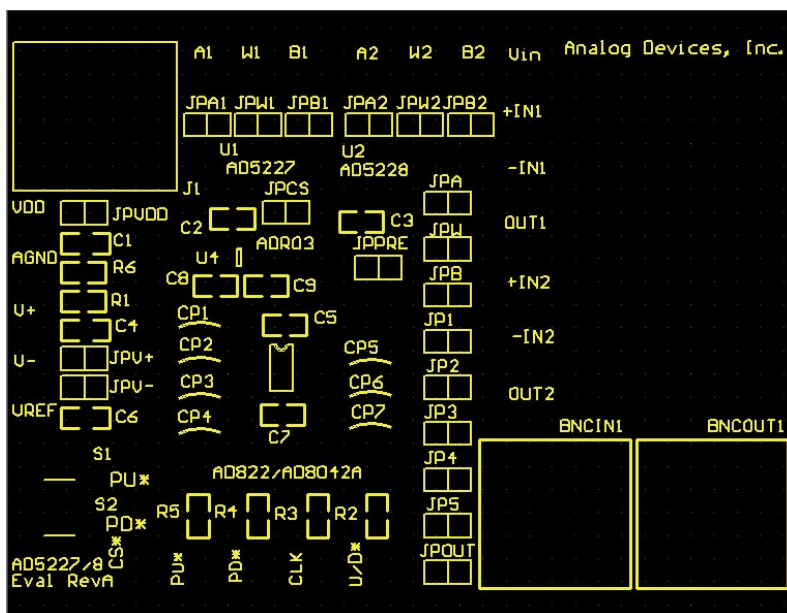 A1 W1 B1 A2 W2 B2 Vin Analog Devices, Inc.
JPA1 JPW1 JPB1 JPA2 JPW2 JPB2 +IN1
U1 U2
AD5227 AD5228 -IN1
J1 JPCS JPA
VDD JPVDD C2 C3 OUT1
C1 ADR03 JPPRE JPW
AGND R6 U4
C8 C9 JPB +IN2
V+ R1
C4 CP1 C5 JP1 -IN2
V- JPV+ CP2 CP5 JP2
JPV- CP3 CP6 OUT2
VREF C6 CP4 CP7 JP3
C7 BNCIN1 BNCOUT1
S1 JP4
PU* AD822/AD8042A
S2 R5 R4 R3 R2 JP5
PD*
CS* PU* PD* CLK U/D* JPOUT
AD5227/8
Eval RevA